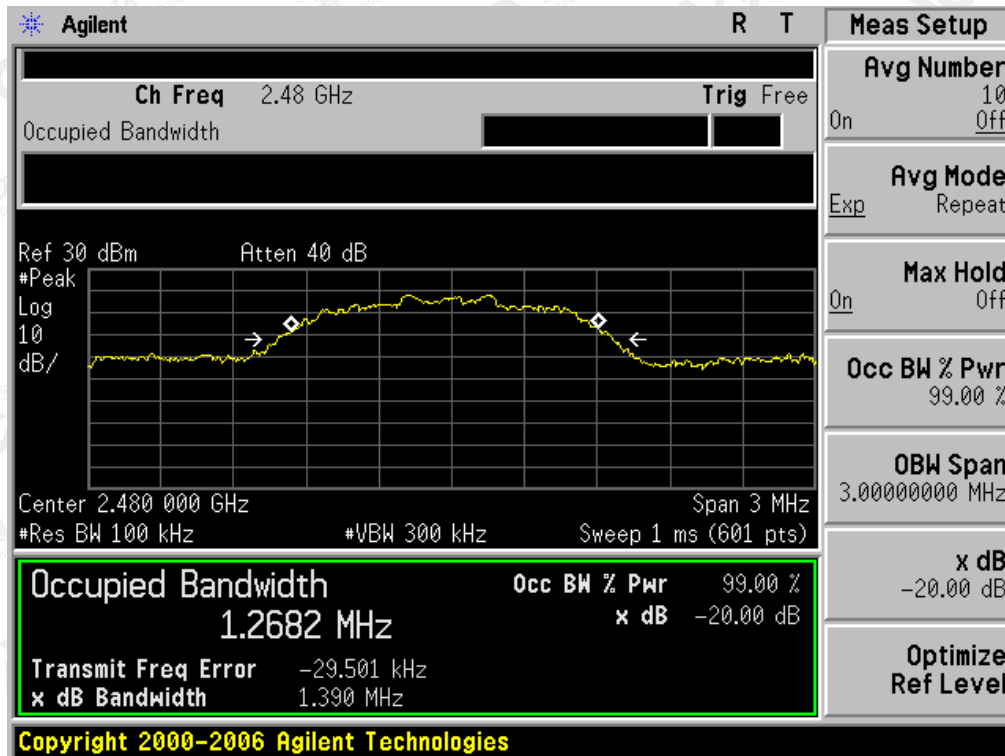 Agilent R T
Ch Freq 2.48 GHz Trig Free
Occupied Bandwidth
Ref 30 dBm Atten 40 dB
#Peak
Log
10
dB/
Center 2.480 000 GHz Span 3 MHz
#Res BW 100 kHz #VBW 300 kHz Sweep 1 ms (601 pts)
Occupied Bandwidth Occ BW % Pwr 99.00 %
1.2682 MHz x dB -20.00 dB
Transmit Freq Error -29.501 kHz
x dB Bandwidth 1.390 MHz
Copyright 2000-2006 Agilent Technologies
Meas Setup
Avg Number
10
On Off
Avg Mode
Exp Repeat
Max Hold
On Off
Occ BW % Pwr
99.00 %
OBW Span
3.00000000 MHz
x dB
-20.00 dB
Optimize
Ref Level